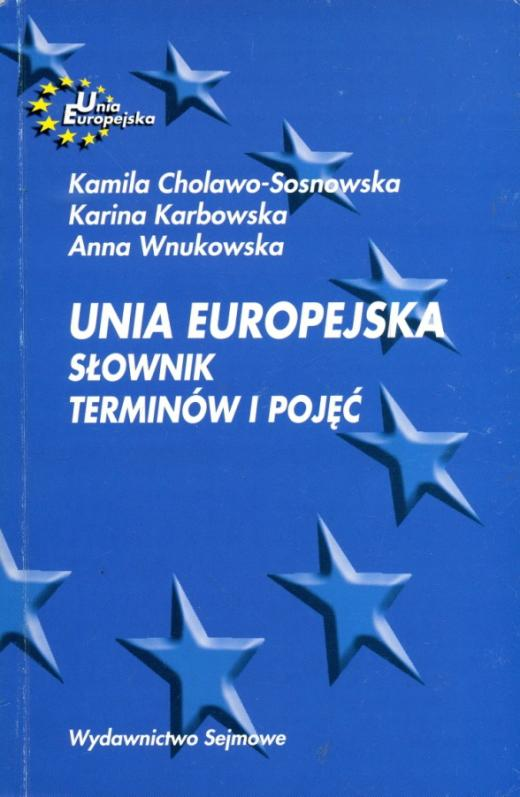 Unia
Europejska
Kamila Cholawo-Sosnowska
Karina Karbowska
Anna Wnukowska
UNIA EUROPEJSKA
SŁOWNIK
TERMINÓW I POJĘĆ
Wydawnictwo Sejmowe